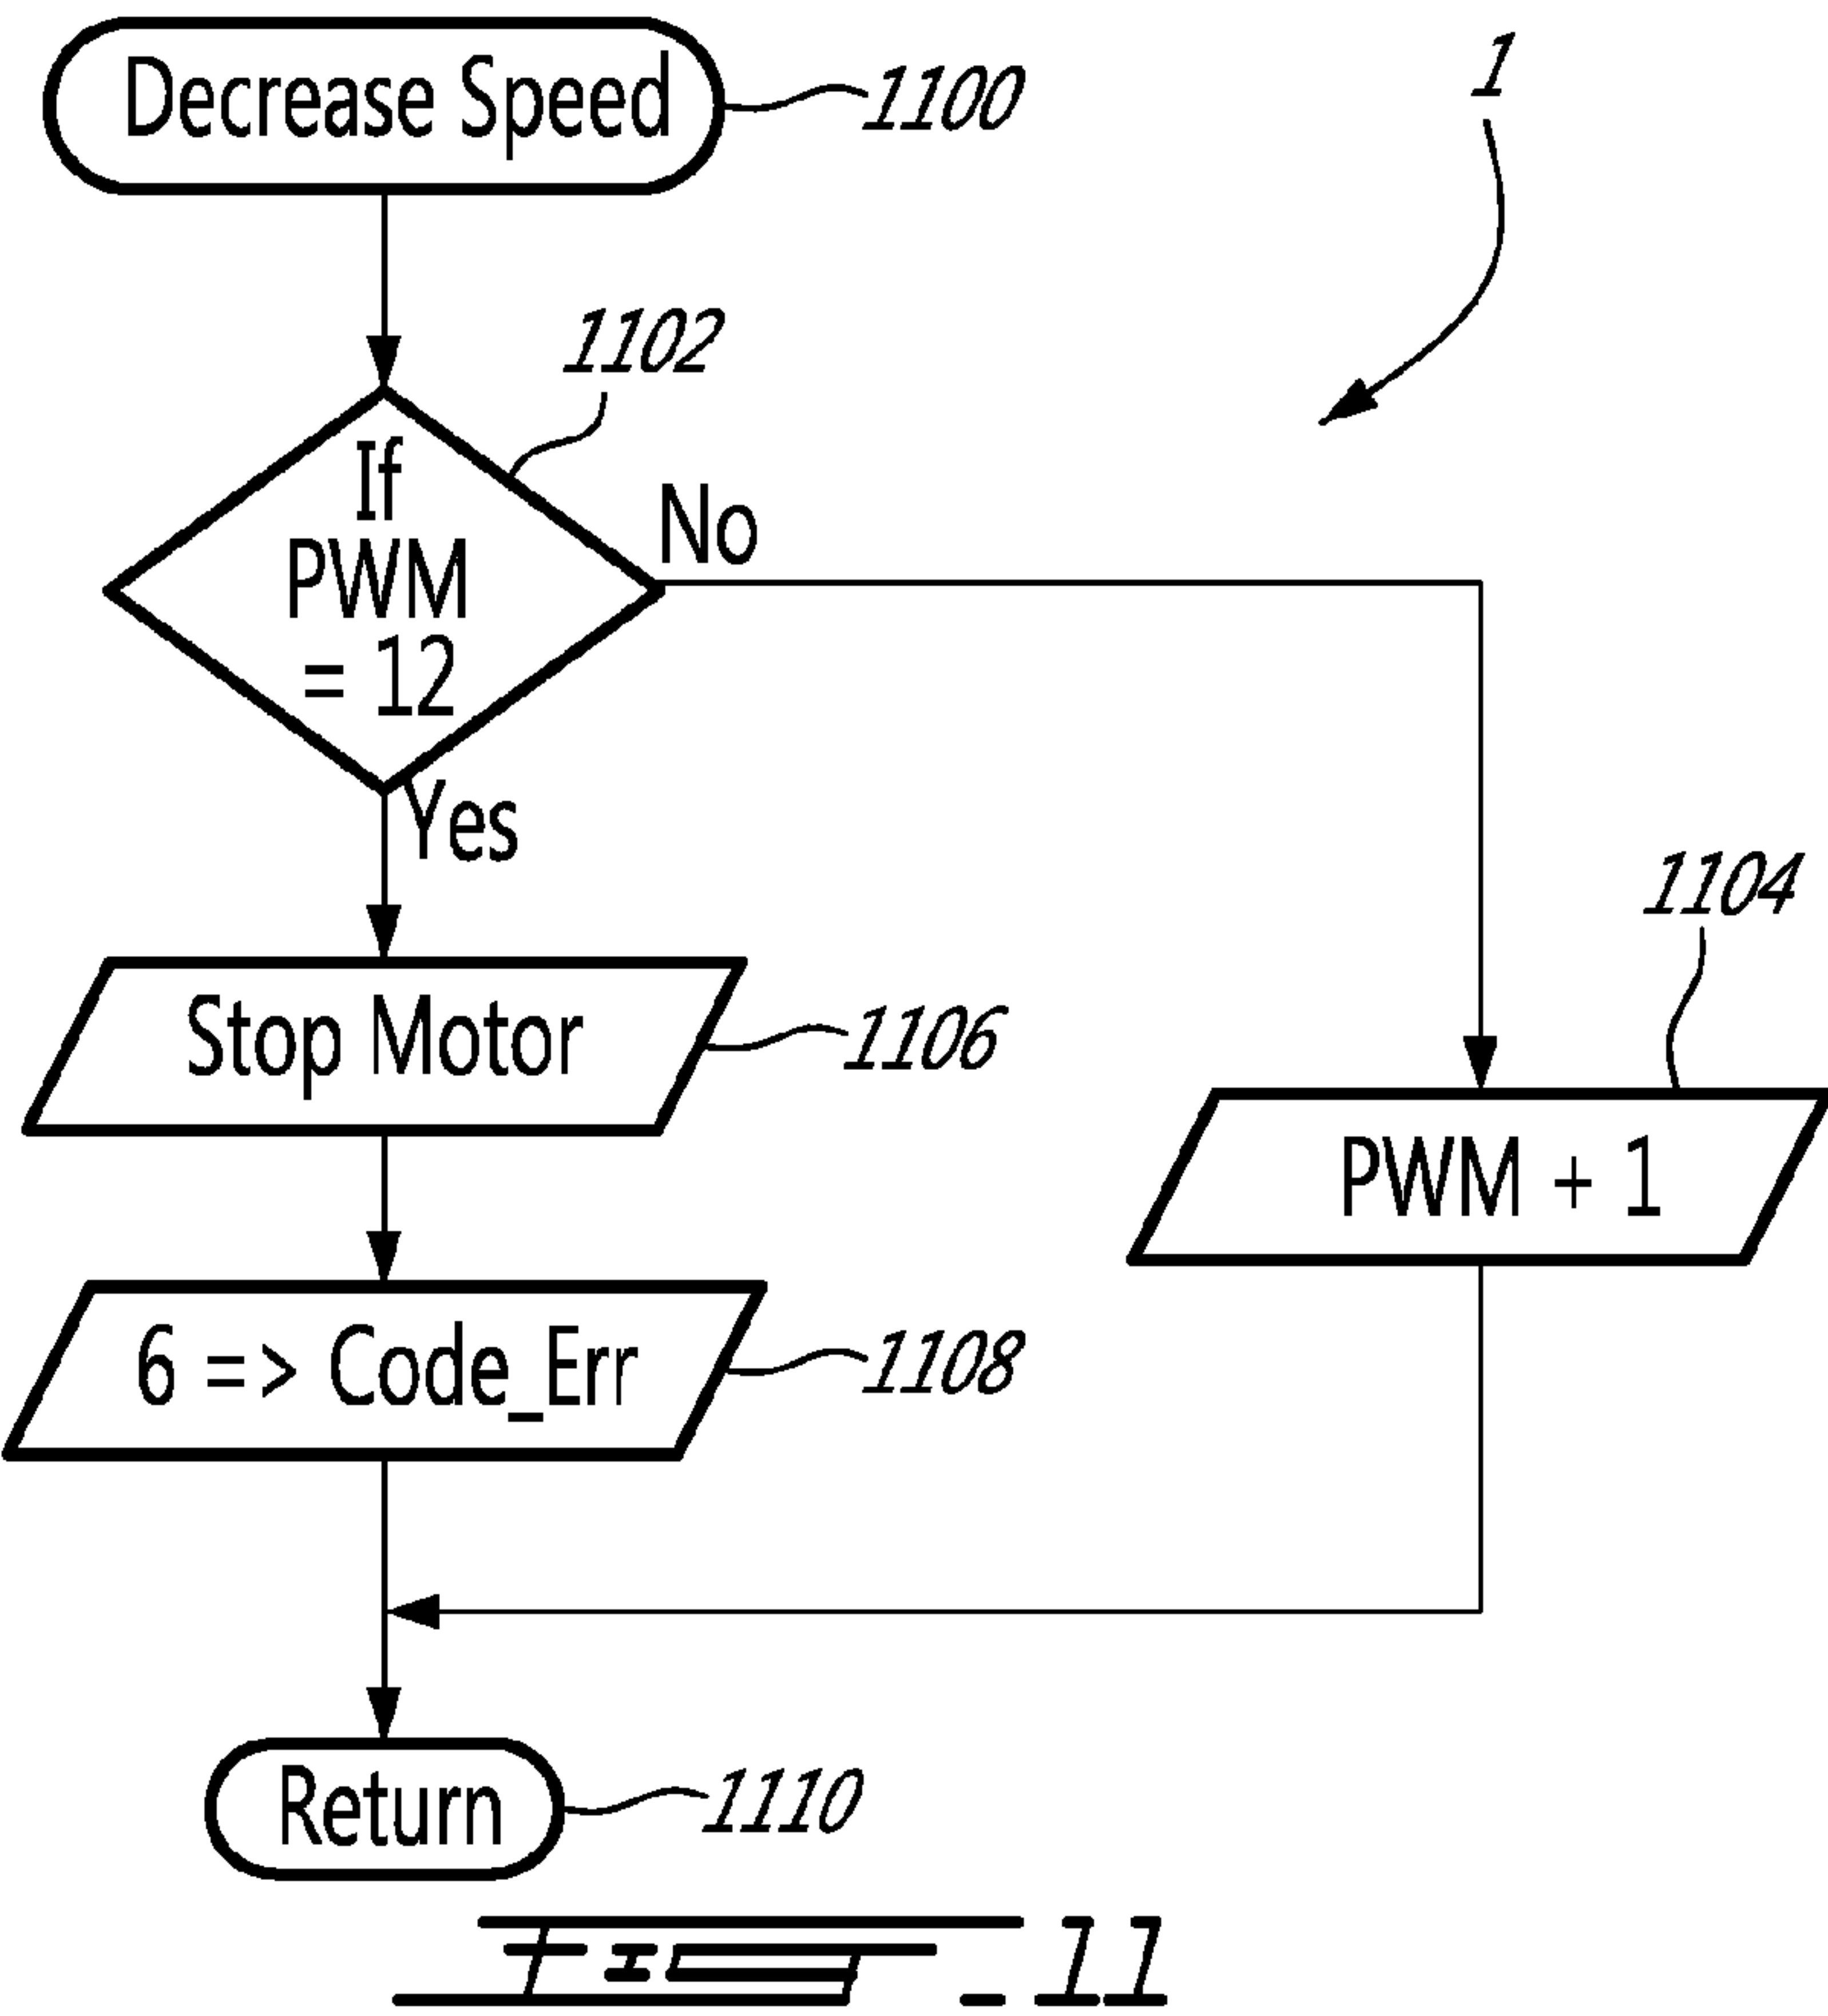 Decrease Speed
1100
1
1102
If
PWM
= 12
No
Yes
1104
Stop Motor
1106
PWM + 1
6 => Code_Err
1108
Return
1110
Fig_11